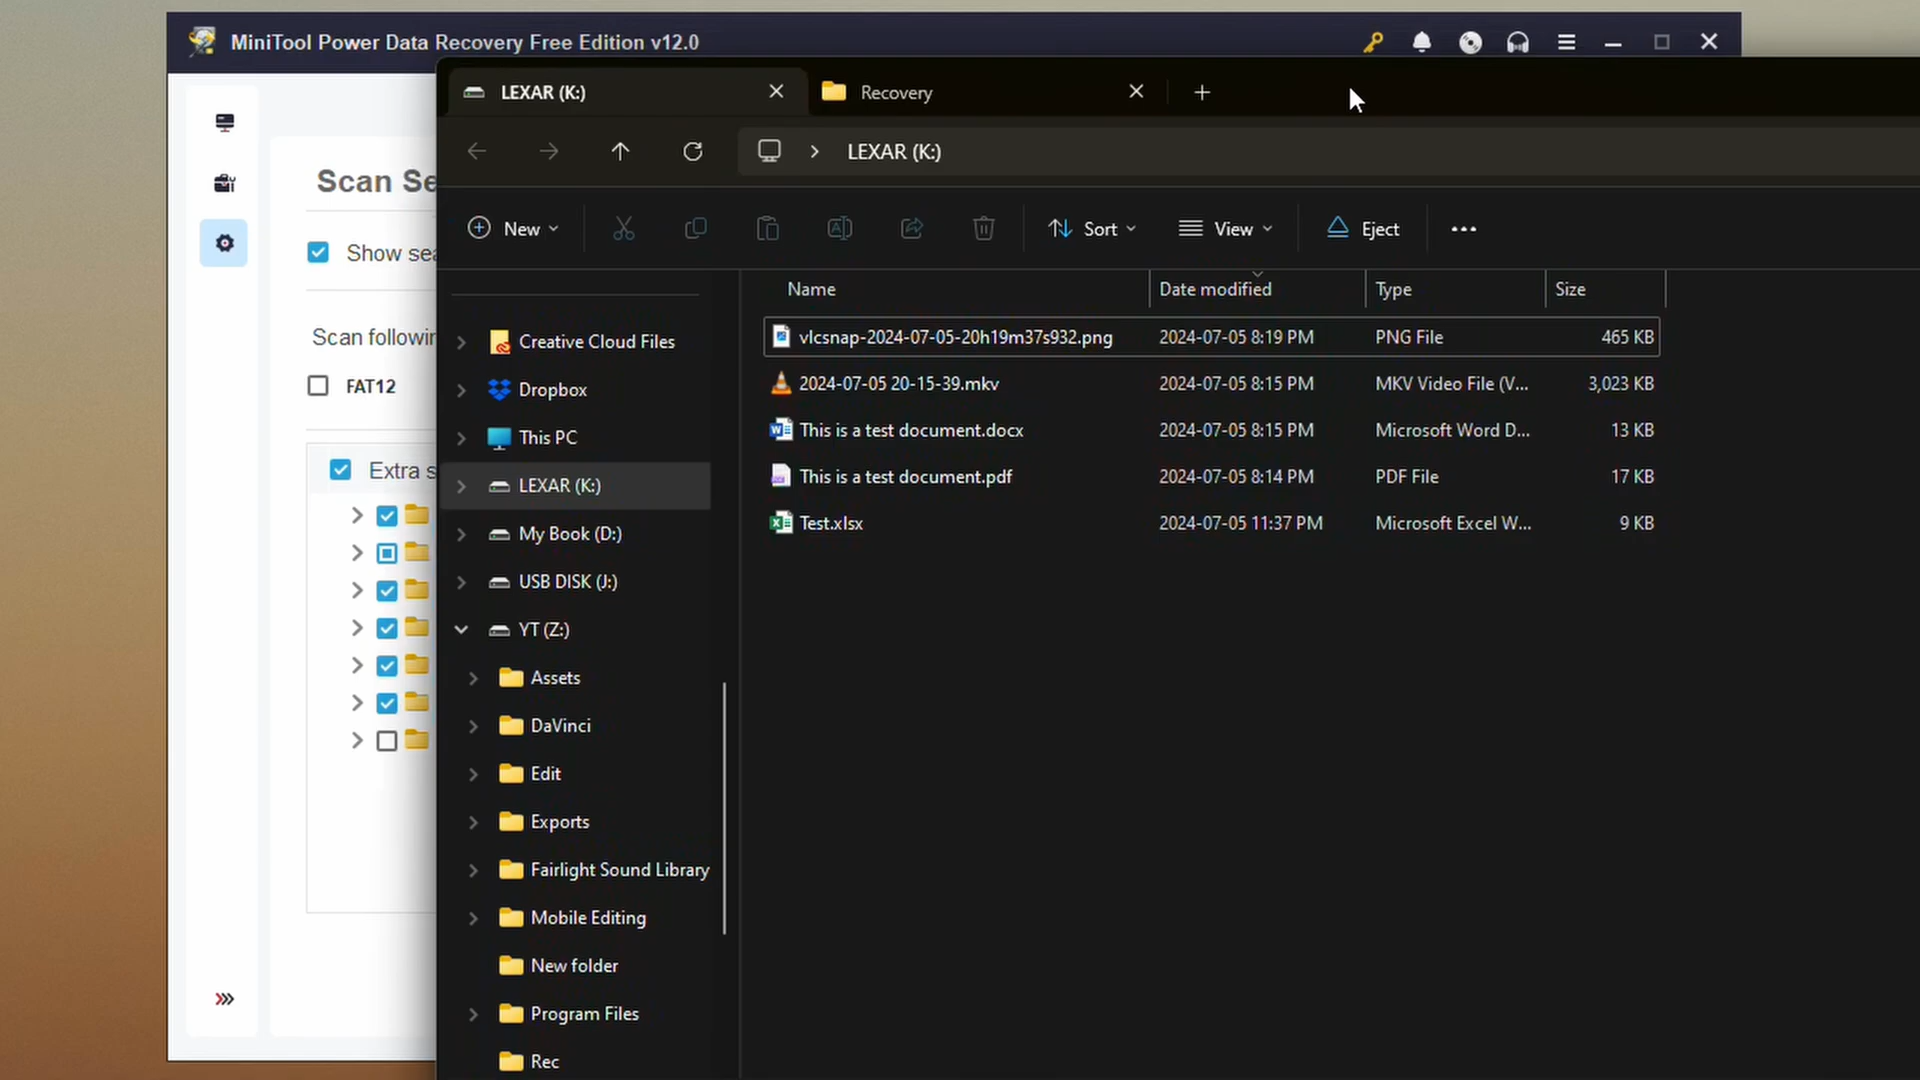 MiniTool Power Data Recovery Free Edition v12.0
LEXAR (K:)
Recovery
LEXAR (K:)
Scan Se
New
Sort
View
Eject
Show sea
Name
Date modified
Type
Size
Scan followin
FAT12
Extra s
Creative Cloud Files
Dropbox
This PC
LEXAR (K:)
My Book (D:)
USB DISK (J:)
YT (Z:)
Assets
DaVinci
Edit
Exports
Fairlight Sound Library
Mobile Editing
New folder
Program Files
Rec
vlcsnap-2024-07-05-20h19m37s932.png 2024-07-05 8:19 PM PNG File 465 KB
2024-07-05 20-15-39.mkv 2024-07-05 8:15 PM MKV Video File (V... 3,023 KB
This is a test document.docx 2024-07-05 8:15 PM Microsoft Word D... 13 KB
This is a test document.pdf 2024-07-05 8:14 PM PDF File 17 KB
Test.xlsx 2024-07-05 11:37 PM Microsoft Excel W... 9 KB